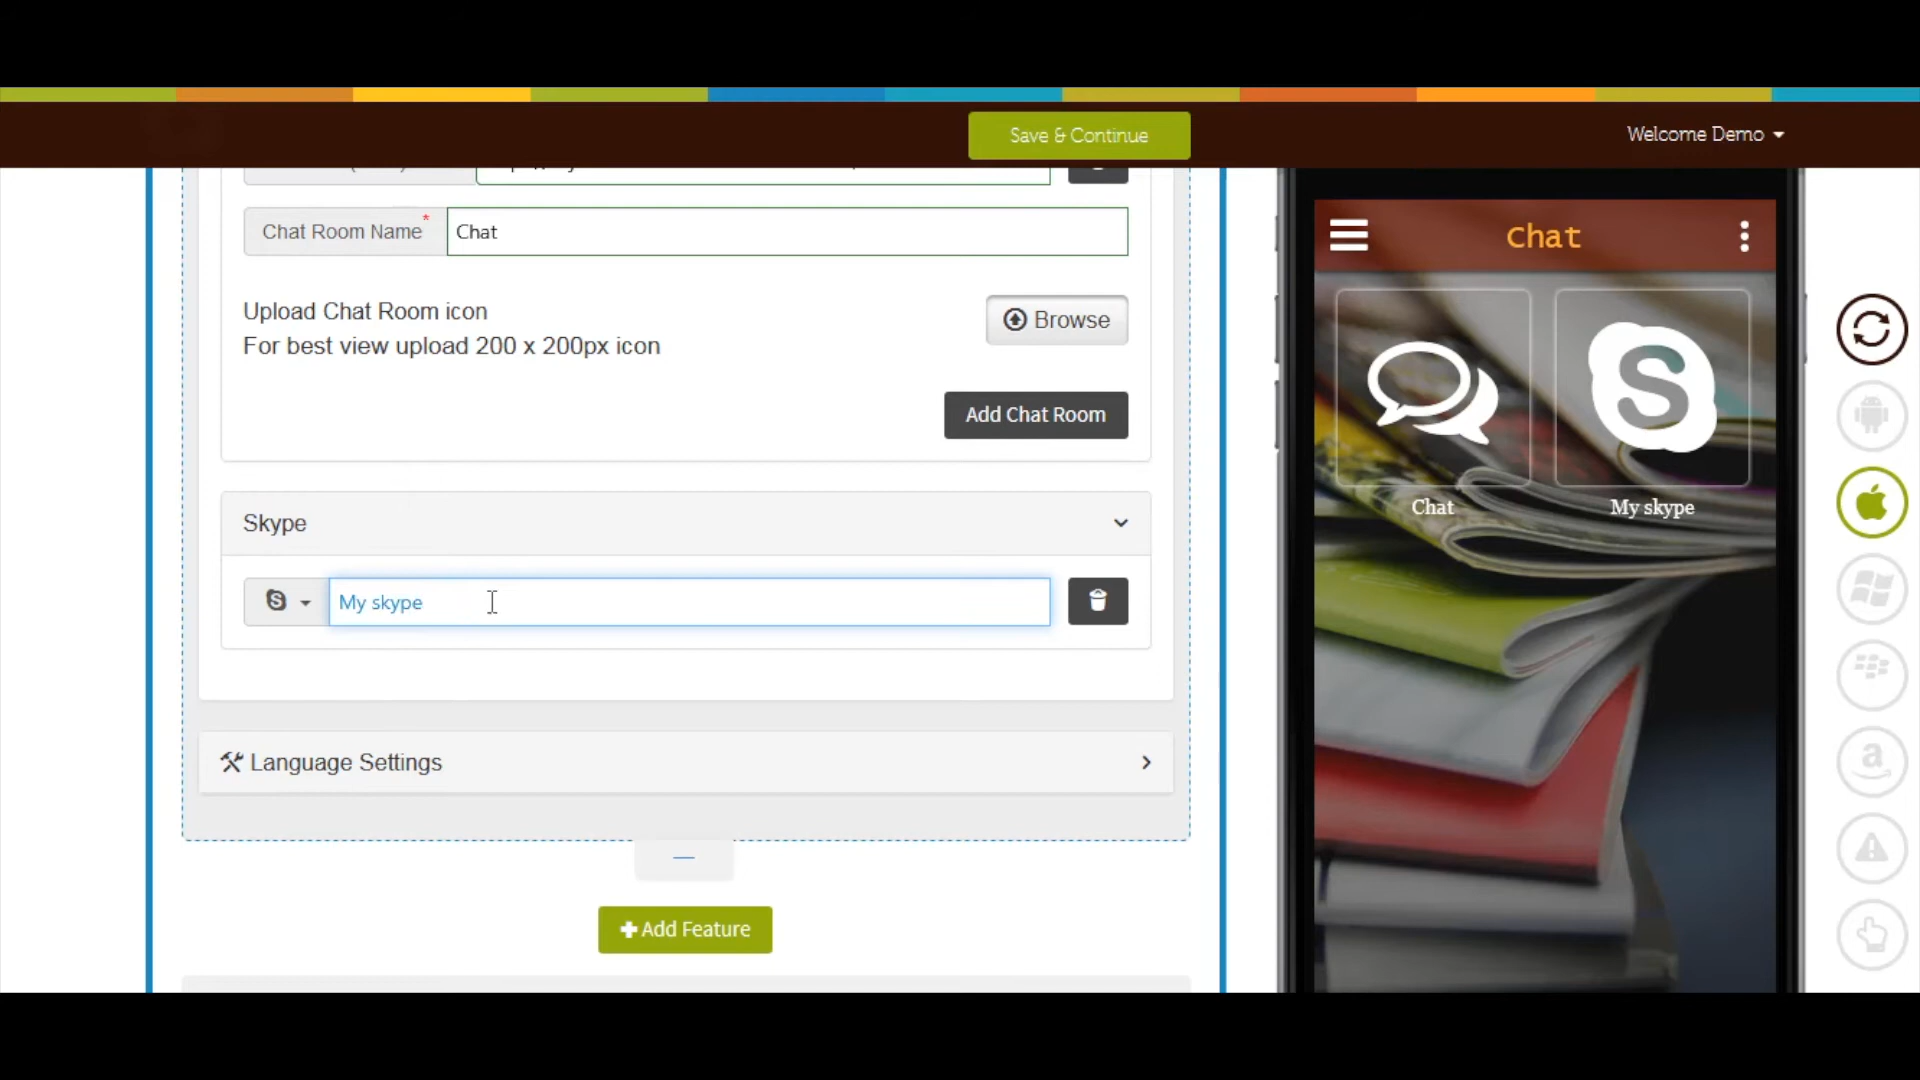 Save & Continue
Welcome Demo
Chat Room Name *
Chat
Upload Chat Room icon
For best view upload 200 x 200px icon
Browse
Add Chat Room
Skype
My skype
Language Settings
Add Feature
Chat
Chat
My skype